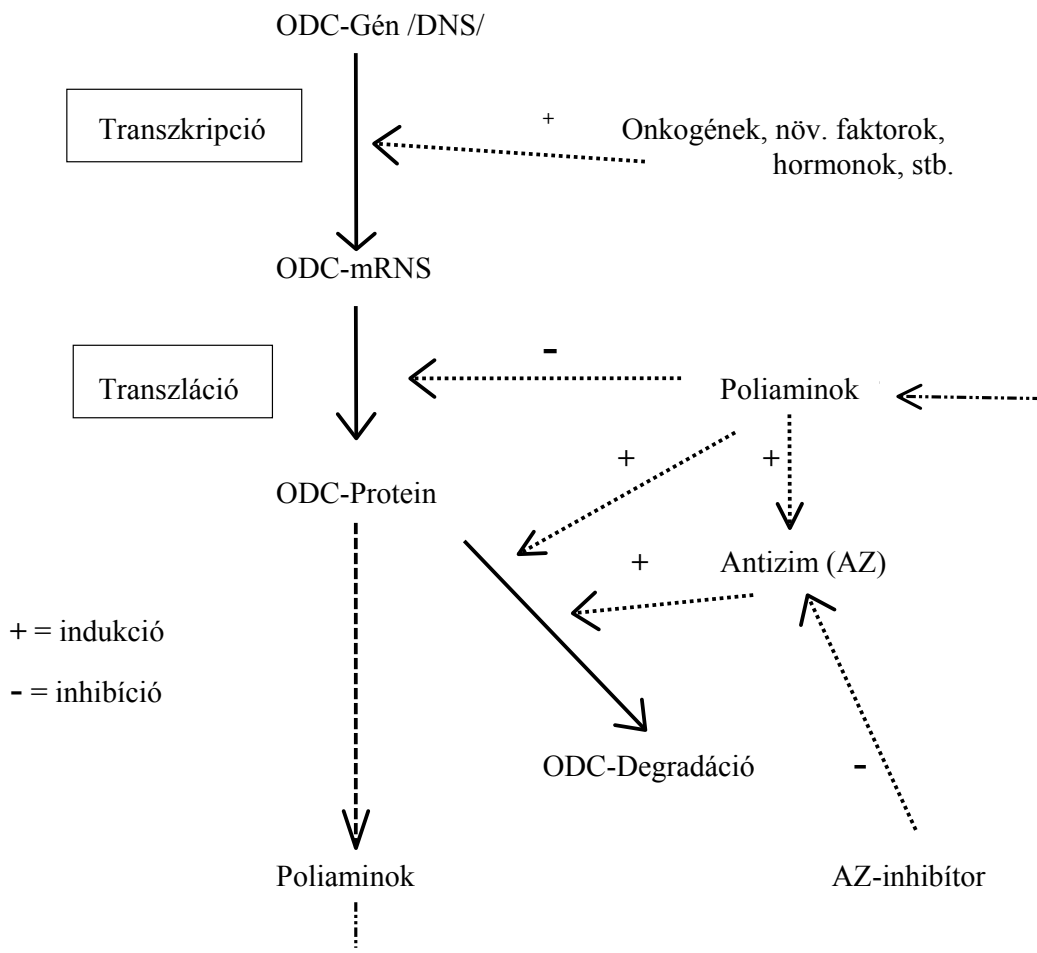 ODC-Gén /DNS/
Transzkripció
+
Onkogének, növ. faktorok,
hormonok, stb.
ODC-mRNS
-
Transzláció
Poliaminok
+
+
ODC-Protein
+
Antizim (AZ)
+ = indukció
- = inhibíció
ODC-Degradáció
-
Poliaminok
AZ-inhibítor